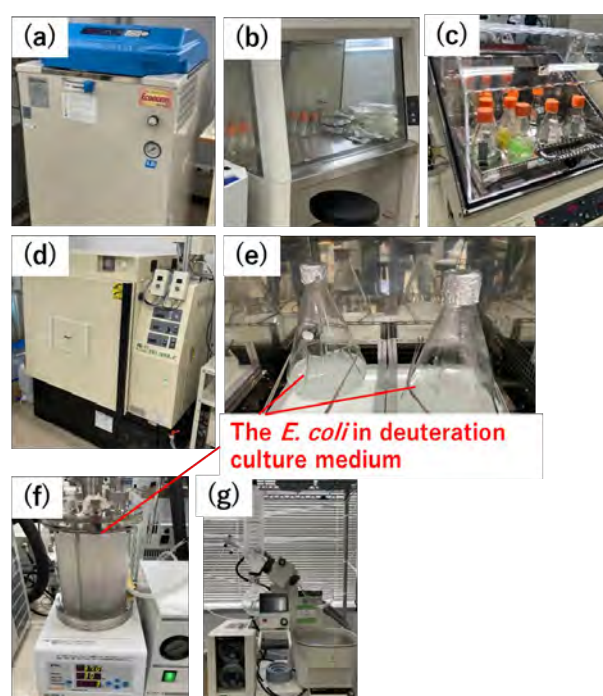 (a)
(b)
(c)
(d)
(e)
The E. coli in deuteration
culture medium
(f)
(g)